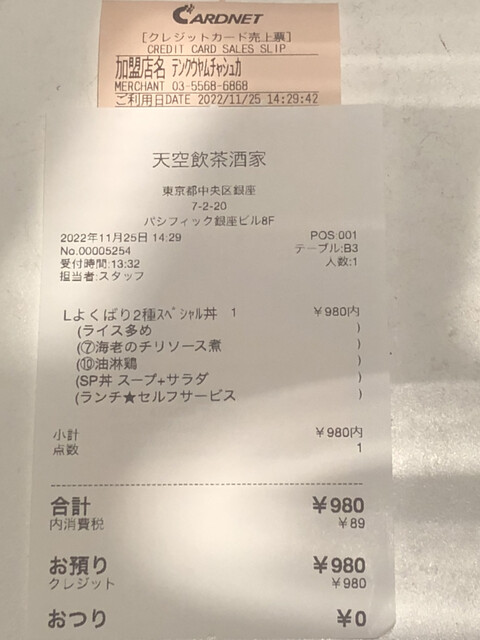 CARDNET
[クレジットカード売上票]
CREDIT CARD SALES SLIP
加盟店名 テンクウヤムチャシュカ
MERCHANT 03-5568-6868
ご利用日DATE 2022/11/25 14:29:42
天空飲茶酒家
東京都中央区銀座
7-2-20
パシフィック銀座ビル8F
2022年11月25日 14:29 POS:001
No.00005254 テーブル:B3
受付時間:13:32 人数:1
担当者:スタッフ
Lよくばり2種スペシャル丼 1 ¥980内
(ライス多め )
(⑦海老のチリソース煮 )
(⑩油淋鶏 )
(SP丼 スープ+サラダ )
(ランチ★セルフサービス )
小計 ¥980内
点数 1
合計 ¥980
内消費税 ¥89
お預り ¥980
クレジット ¥980
おつり ¥0